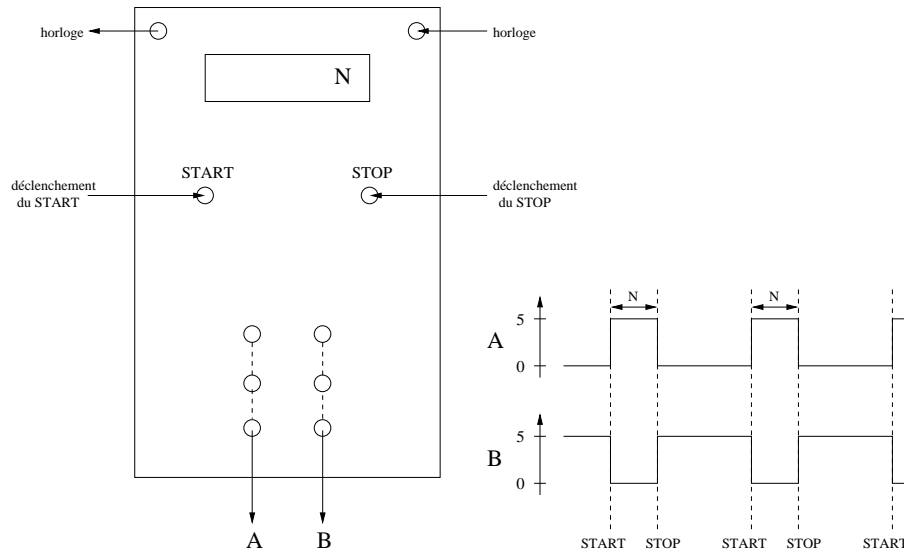 horloge
horloge
N
START
STOP
déclenchement
du START
déclenchement
du STOP
N
N
A
5
0
B
5
0
A
B
START
STOP
START
STOP
START